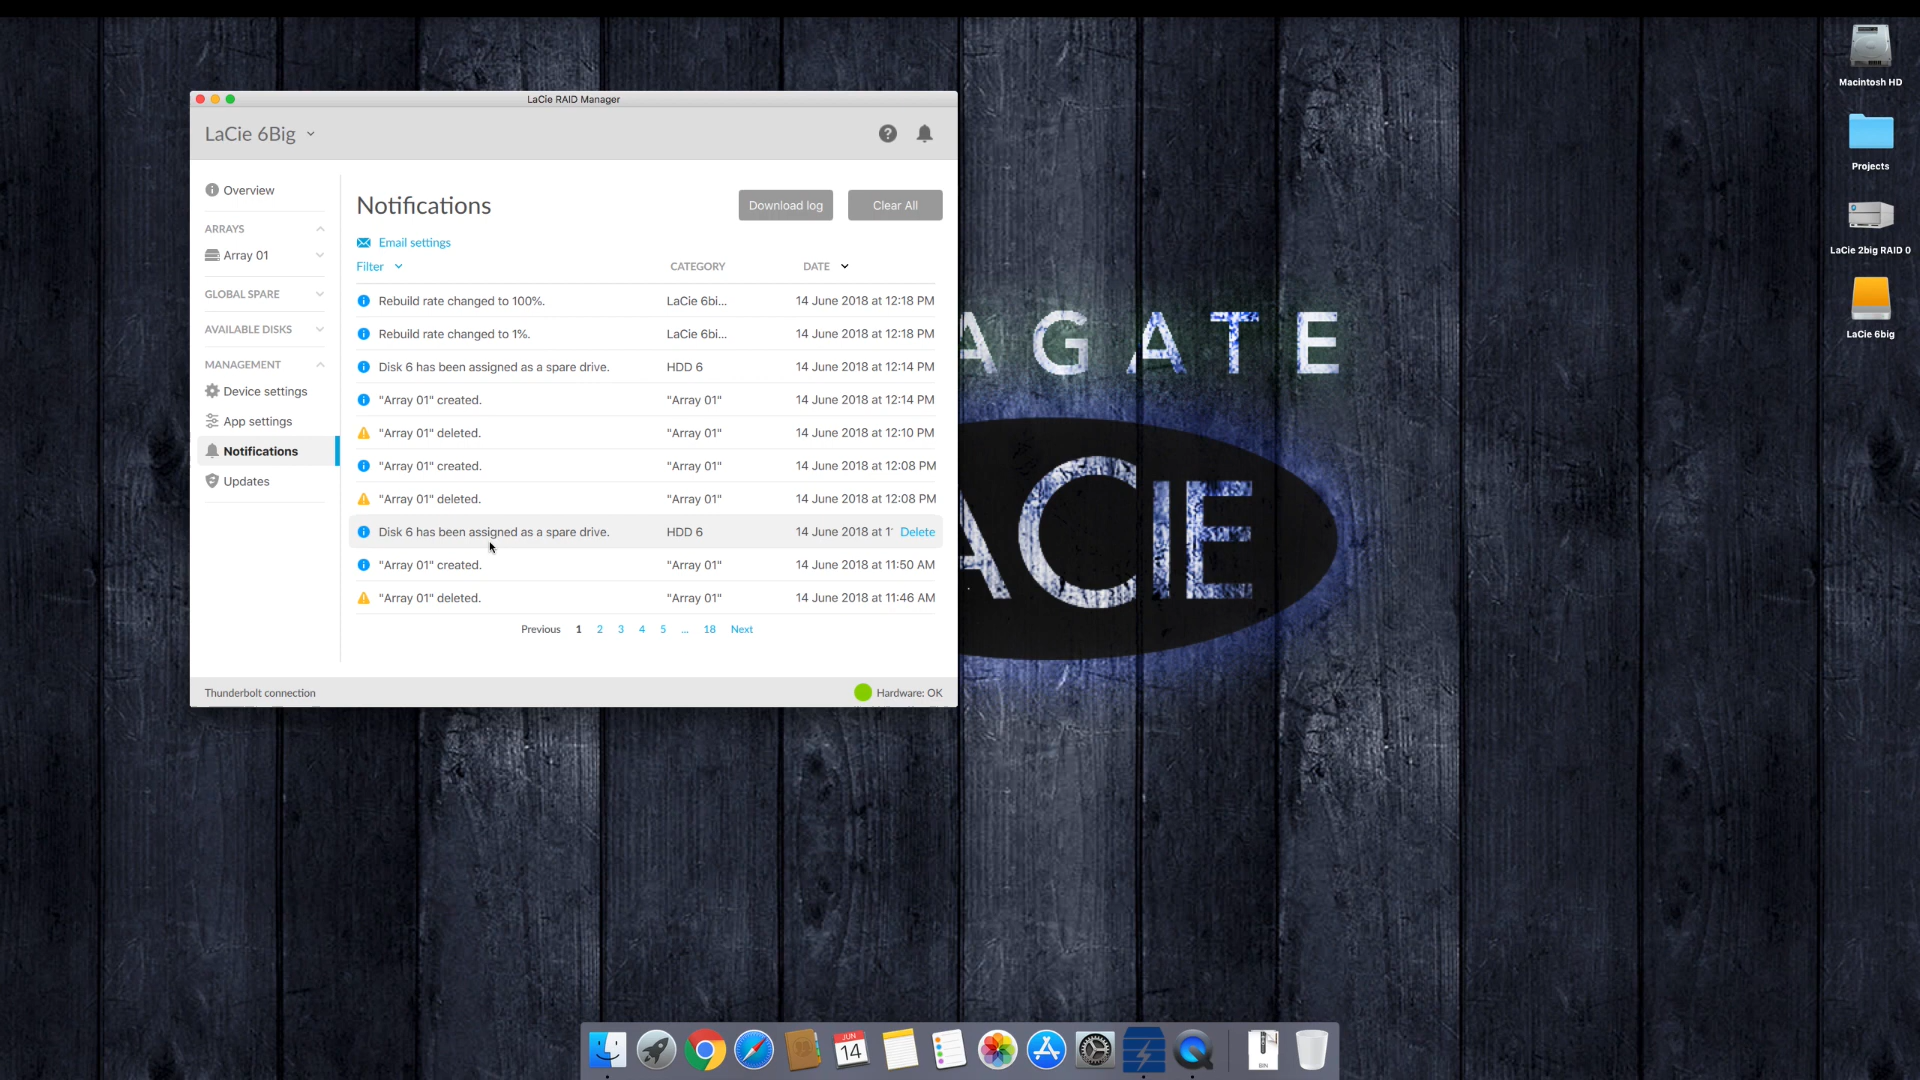 LaCie RAID Manager
LaCie 6Big
Overview
ARRAYS
Array 01
GLOBAL SPARE
AVAILABLE DISKS
MANAGEMENT
Device settings
App settings
Notifications
Updates
Notifications
Download log
Clear All
Email settings
Filter CATEGORY DATE
Rebuild rate changed to 100%. LaCie 6bi... 14 June 2018 at 12:18 PM
Rebuild rate changed to 1%. LaCie 6bi... 14 June 2018 at 12:18 PM
Disk 6 has been assigned as a spare drive. HDD 6 14 June 2018 at 12:14 PM
"Array 01" created. "Array 01" 14 June 2018 at 12:14 PM
"Array 01" deleted. "Array 01" 14 June 2018 at 12:10 PM
"Array 01" created. "Array 01" 14 June 2018 at 12:08 PM
"Array 01" deleted. "Array 01" 14 June 2018 at 12:08 PM
Disk 6 has been assigned as a spare drive. HDD 6 14 June 2018 at 1 Delete
"Array 01" created. "Array 01" 14 June 2018 at 11:50 AM
"Array 01" deleted. "Array 01" 14 June 2018 at 11:46 AM
Previous 1 2 3 4 5 ... 18 Next
Thunderbolt connection
Hardware: OK
AGATE
ACIE
Macintosh HD
Projects
LaCie 2big RAID 0
LaCie 6big
JUN
14
BIN